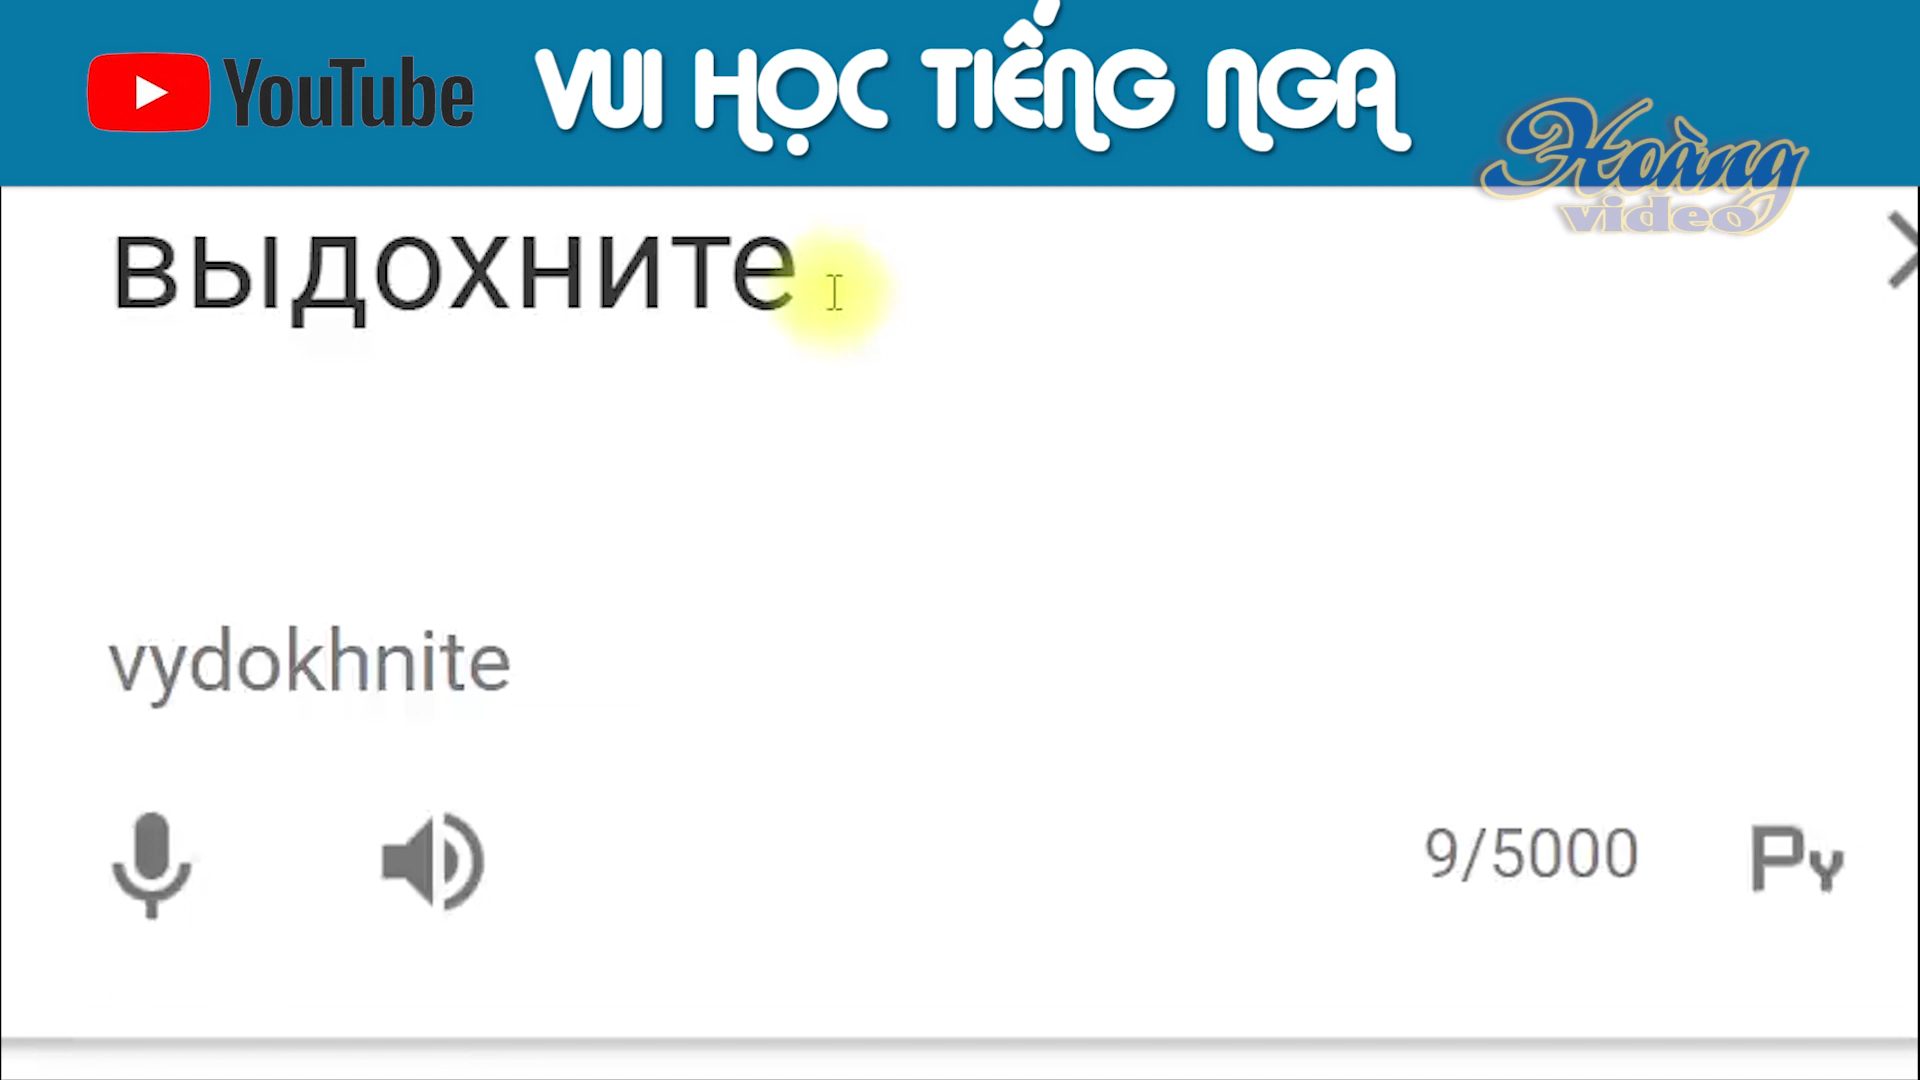 YouTube VUI HỌC TIẾNG NGA
Hoàng
video
выдохните
vydokhnite
9/5000 Ру